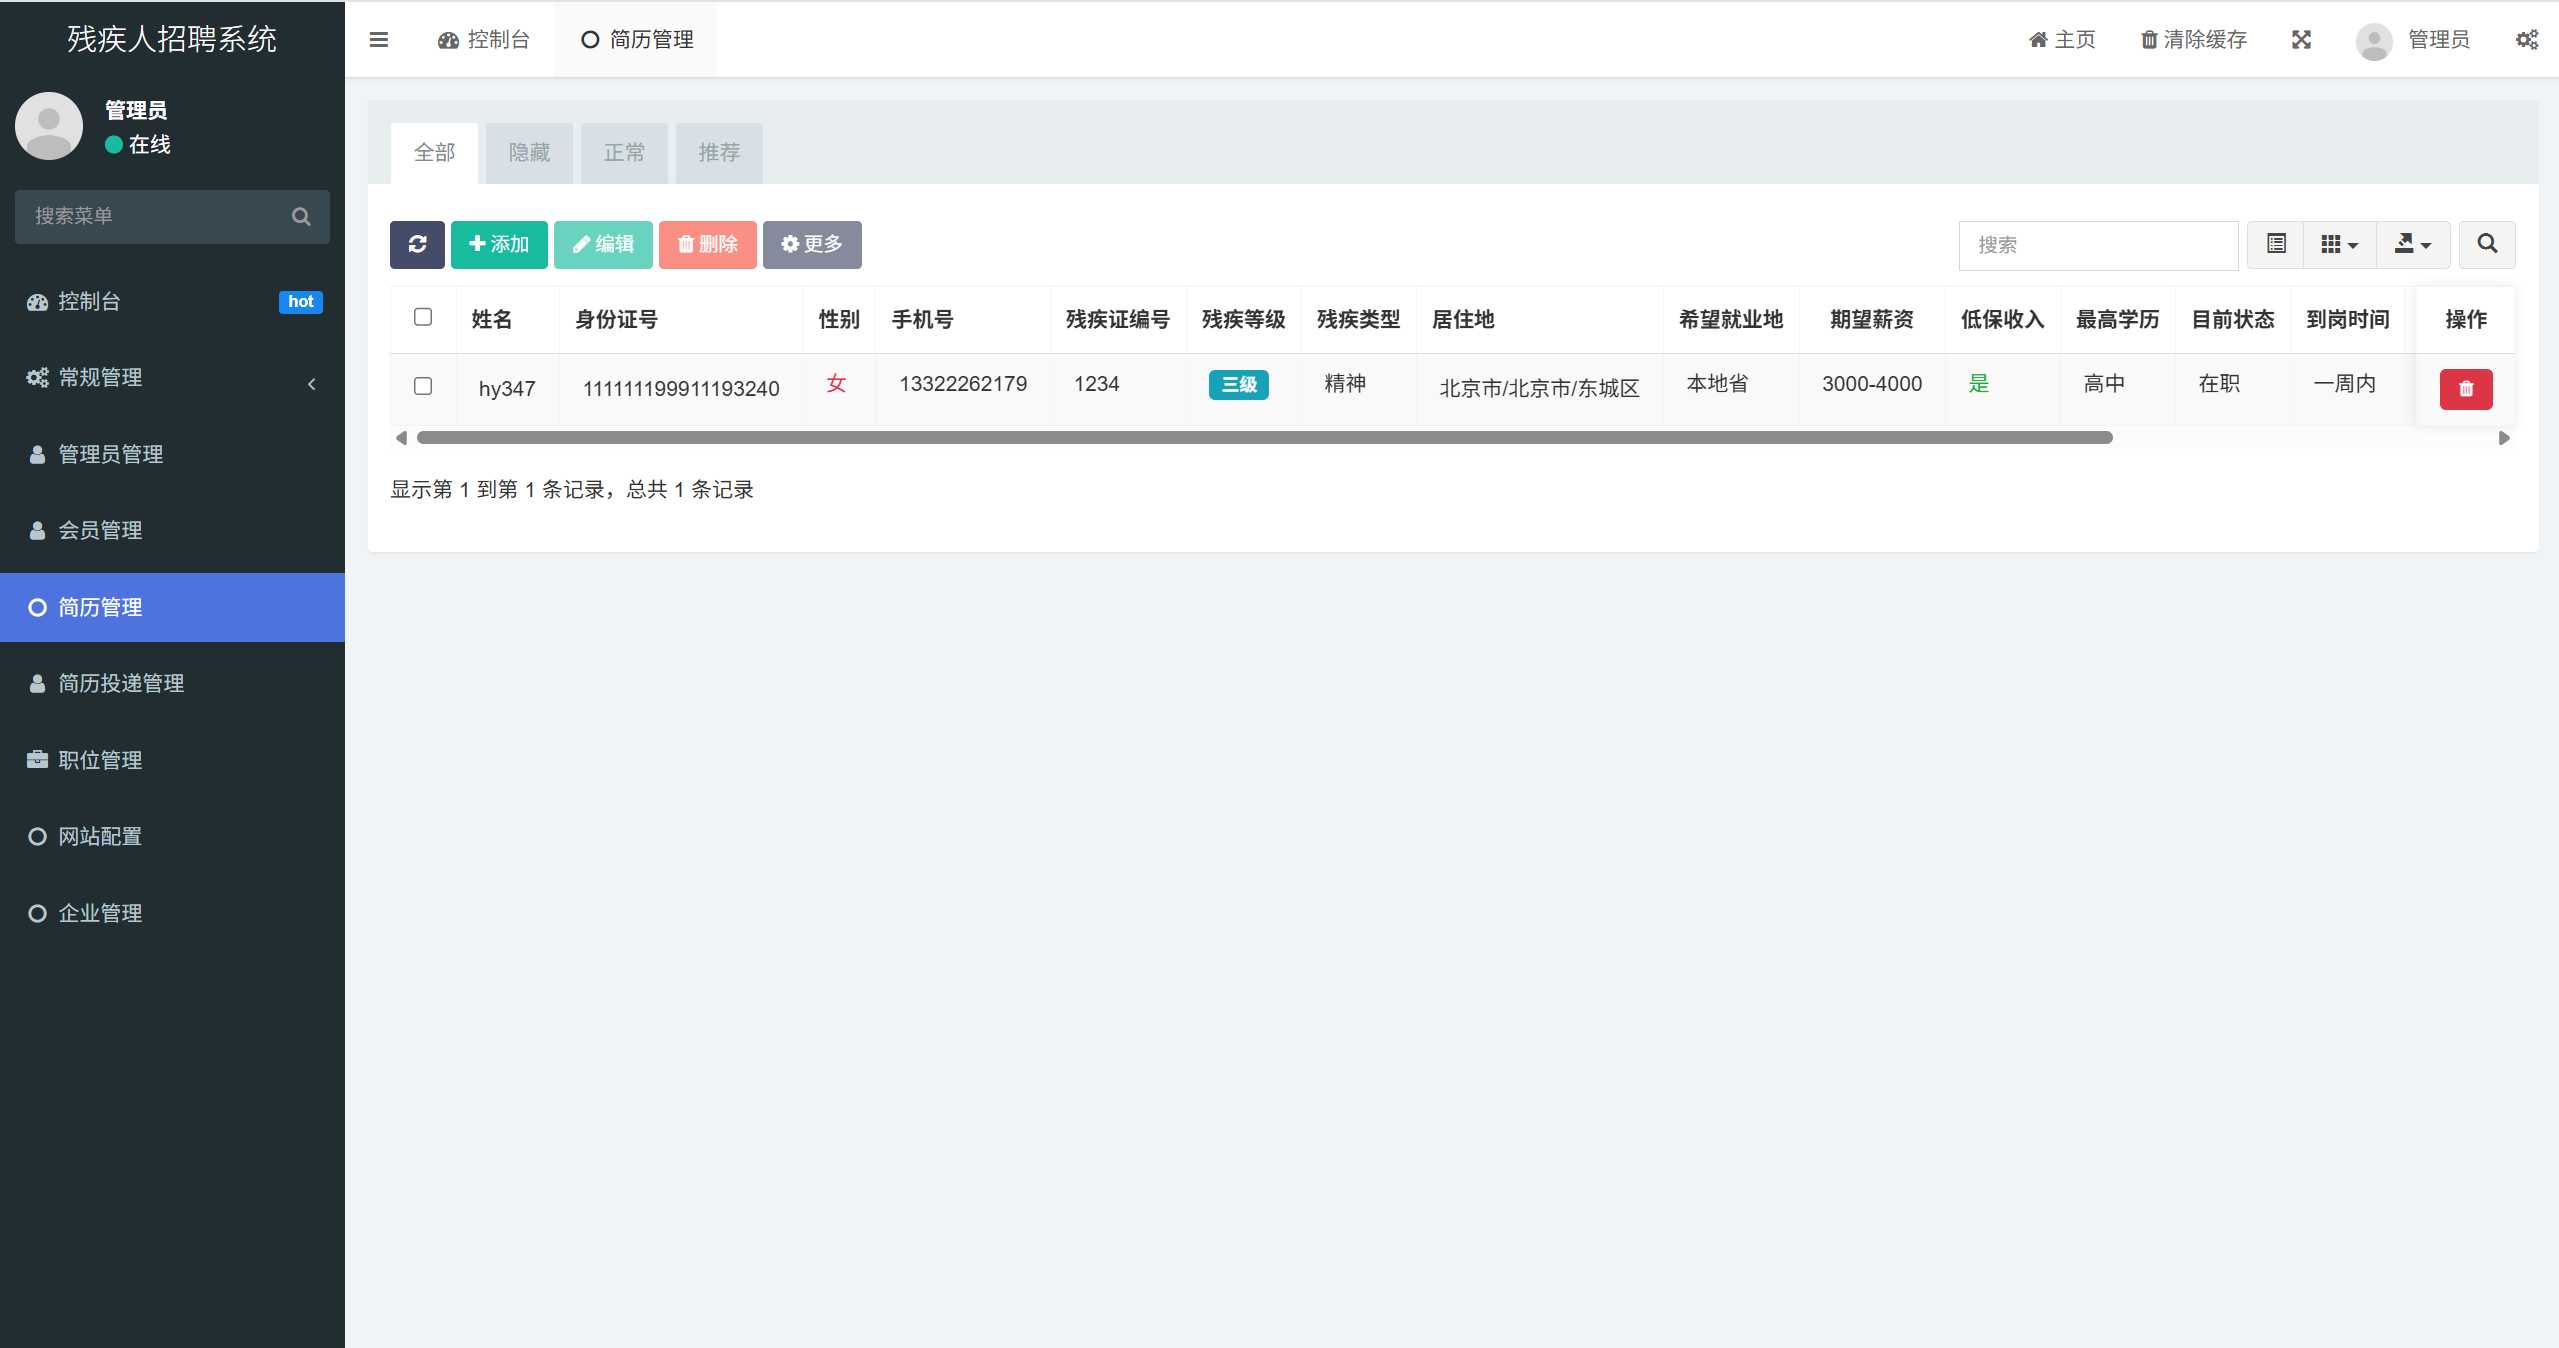 残疾人招聘系统
控制台 简历管理
主页 清除缓存 管理员
管理员
在线
搜索菜单
控制台 hot
常规管理
管理员管理
会员管理
简历管理
简历投递管理
职位管理
网站配置
企业管理
全部 隐藏 正常 推荐
添加 编辑 删除 更多
搜索
姓名 身份证号 性别 手机号 残疾证编号 残疾等级 残疾类型 居住地 希望就业地 期望薪资 低保收入 最高学历 目前状态 到岗时间 操作
hy347 111111199911193240 女 13322262179 1234 三级 精神 北京市/北京市/东城区 本地省 3000-4000 是 高中 在职 一周内
显示第 1 到第 1 条记录，总共 1 条记录